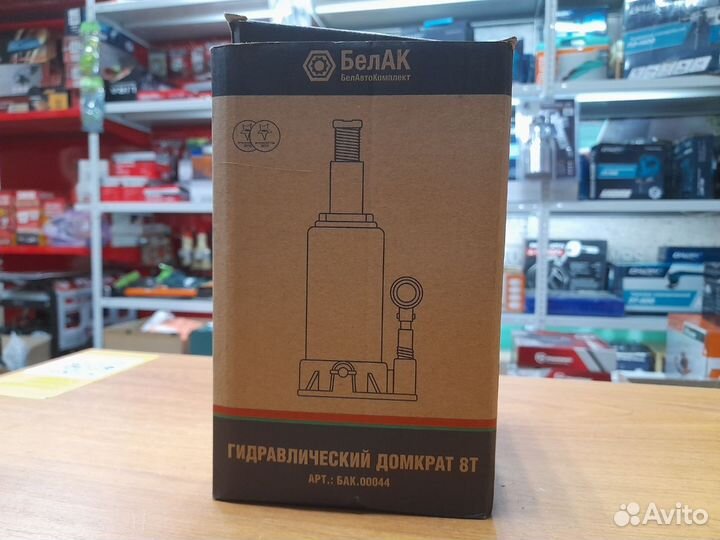 БелАК
БелАвтоКомплект
ГИДРАВЛИЧЕСКИЙ ДОМКРАТ 8Т
АРТ.: БАК.00044
Avito